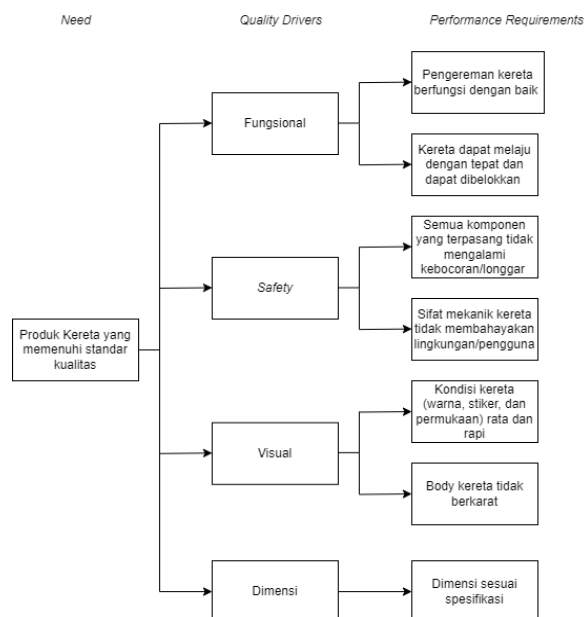 Need
Quality Drivers
Performance Requirements
Pengereman kereta
berfungsi dengan baik
Fungsional
Kereta dapat melaju
dengan tepat dan
dapat dibelokkan
Semua komponen
yang terpasang tidak
mengalami
kebocoran/longgar
Safety
Sifat mekanik kereta
tidak membahayakan
lingkungan/pengguna
Produk Kereta yang
memenuhi standar
kualitas
Kondisi kereta
(warna, stiker, dan
permukaan) rata dan
rapi
Visual
Body kereta tidak
berkarat
Dimensi
Dimensi sesuai
spesifikasi